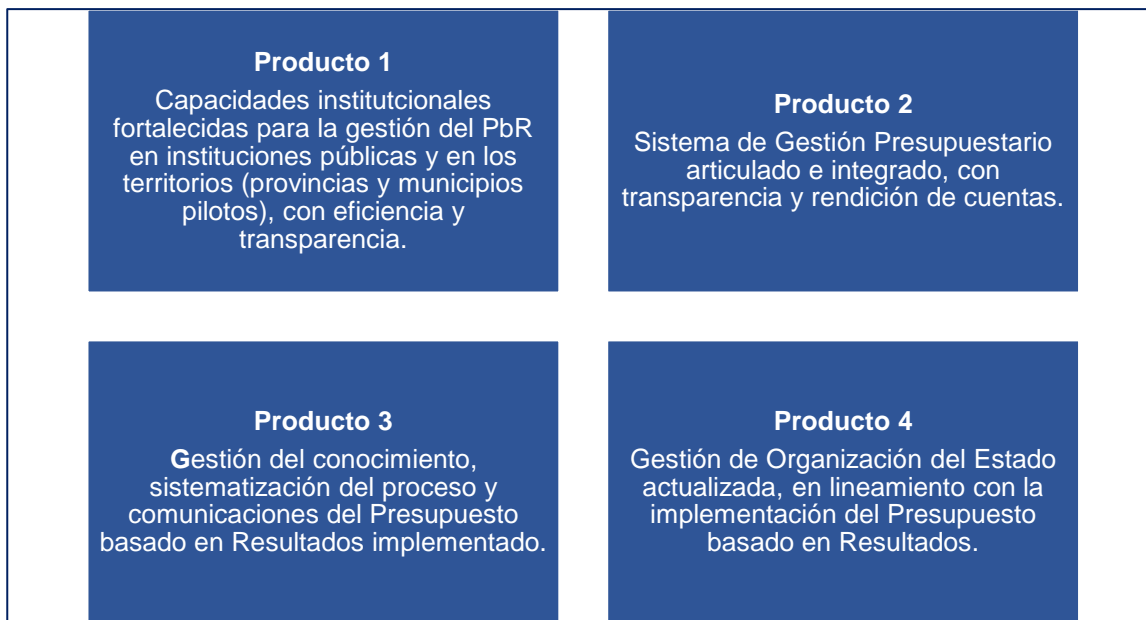 Producto 1
Capacidades institutcionales
fortalecidas para la gestión del PbR
en instituciones públicas y en los
territorios (provincias y municipios
pilotos), con eficiencia y
transparencia.
Producto 2
Sistema de Gestión Presupuestario
articulado e integrado, con
transparencia y rendición de cuentas.
Producto 3
Gestión del conocimiento,
sistematización del proceso y
comunicaciones del Presupuesto
basado en Resultados implementado.
Producto 4
Gestión de Organización del Estado
actualizada, en lineamiento con la
implementación del Presupuesto
basado en Resultados.